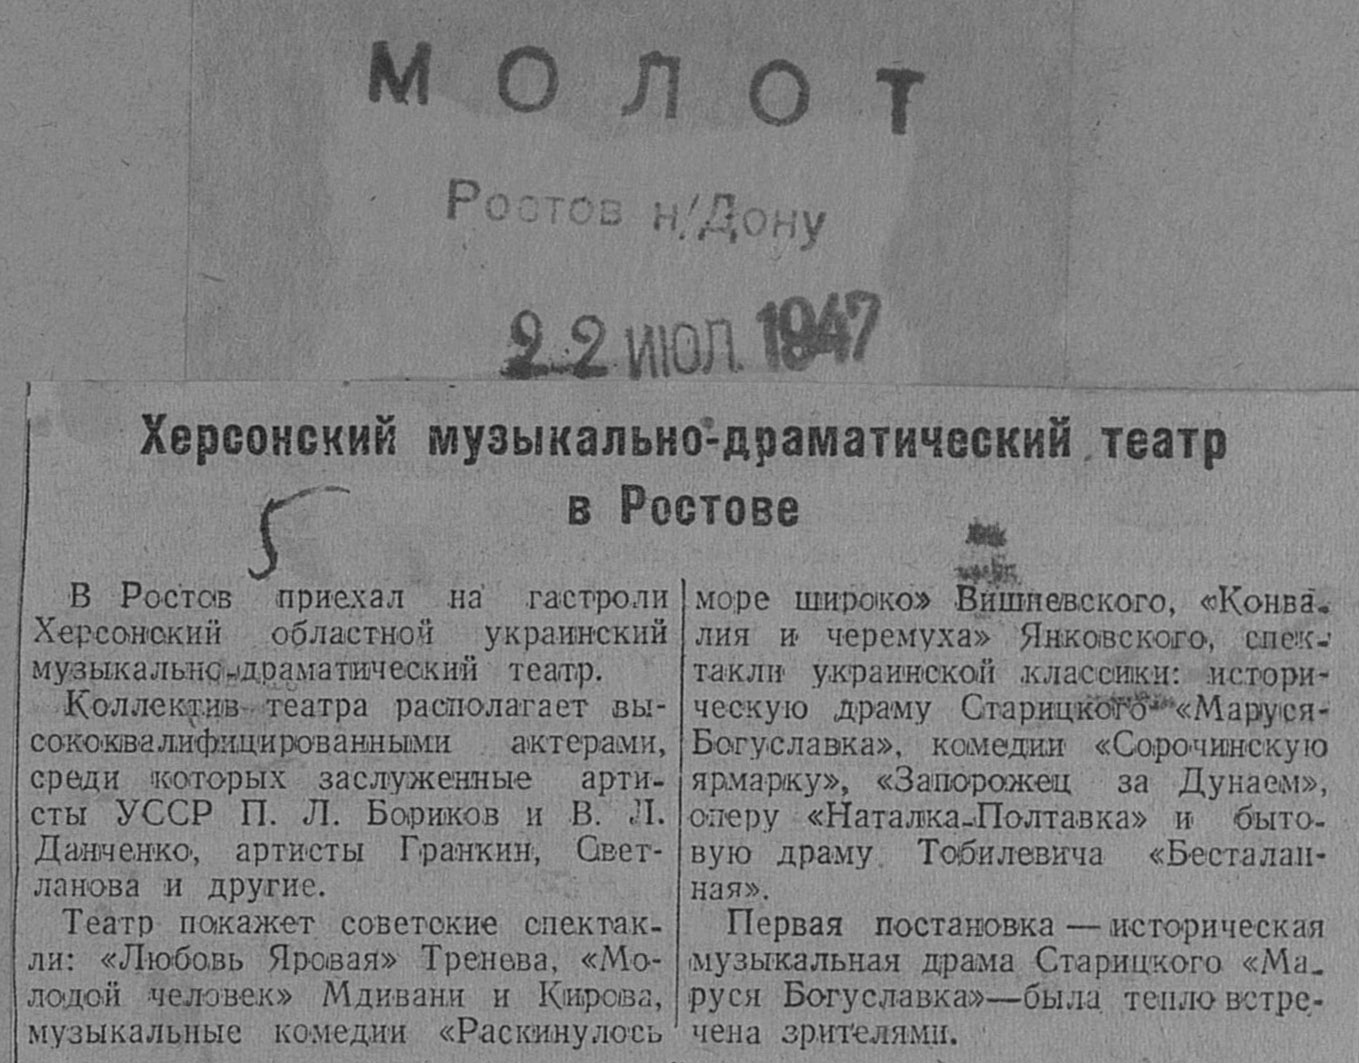 МОЛОТ
Ростов н/Дону
22 ИЮЛ 1947
Херсонский музыкально-драматический театр
в Ростове
В Ростов приехал на гастроли
Херсонский областной украинский
музыкально-драматический театр.
Коллектив театра располагает вы-
сококвалифицированными актерами,
среди которых заслуженные арти-
сты УССР П. Л. Бориков и В. Л.
Данченко, артисты Гранкин, Свет-
ланова и другие.
Театр покажет советские спектак-
ли: «Любовь Яровая» Тренева, «Мо-
лодой человек» Мдивани и Кирова,
музыкальные комедии «Раскинулось
море широко» Вишневского, «Конва-
лия и черемуха» Янковского, спек-
такли украинской классики: истори-
ческую драму Старицкого «Маруся-
Богуславка», комедии «Сорочинскую
ярмарку», «Запорожец за Дунаем»,
оперу «Наталка-Полтавка» и быто-
вую драму Тобилевича «Бесталан-
ная».
Первая постановка — историческая
музыкальная драма Старицкого «Ма-
руся Богуславка»—была тепло встре-
чена зрителями.